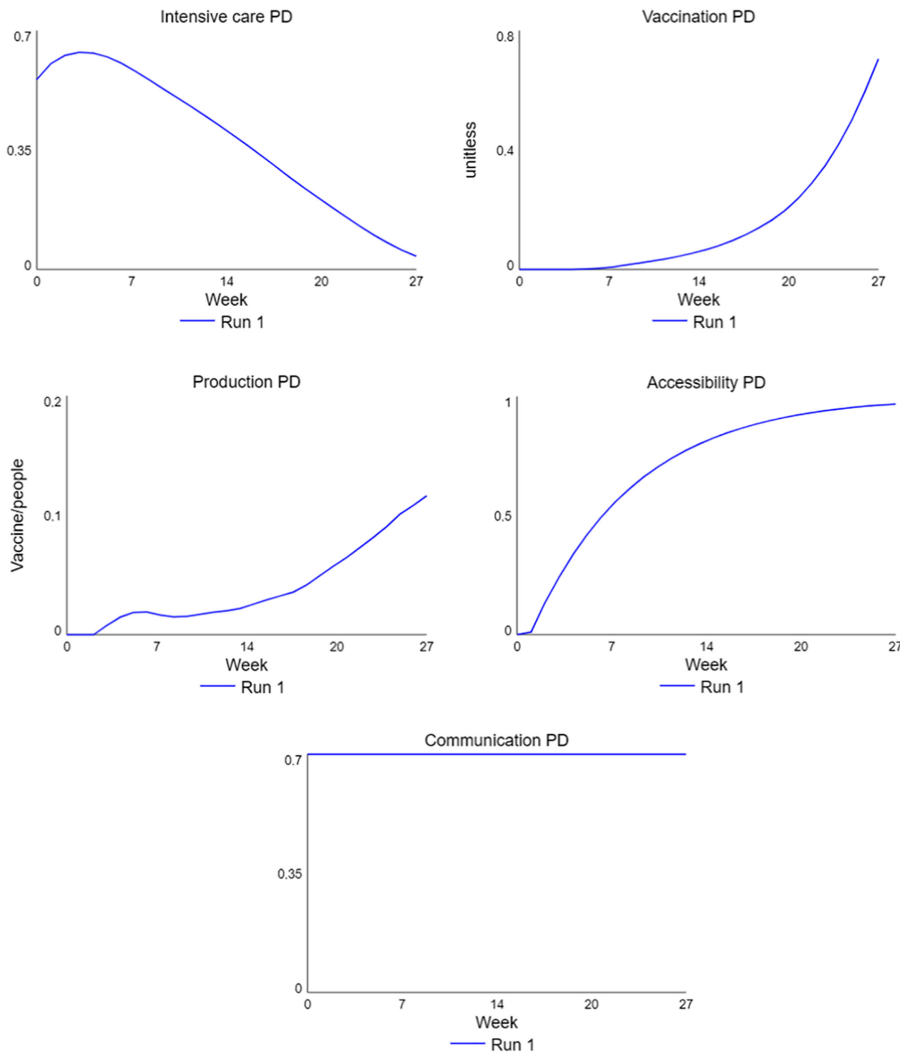 Intensive care PD
0.7
0.35
0
0 7 14 20 27
Week
Run 1
Vaccination PD
0.8
unitless
0.4
0
0 7 14 20 27
Week
Run 1
Production PD
0.2
Vaccine/people
0.1
0
0 7 14 20 27
Week
Run 1
Accessibility PD
1
0.5
0
0 7 14 20 27
Week
Run 1
Communication PD
0.7
0.35
0
0 7 14 20 27
Week
Run 1